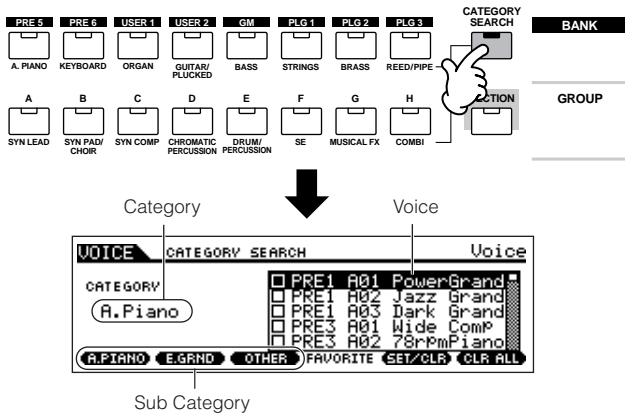 CATEGORY
SEARCH
PRE 5 PRE 6 USER 1 USER 2 GM PLG 1 PLG 2 PLG 3 BANK
A. PIANO KEYBOARD ORGAN GUITAR/ PLUCKED BASS STRINGS BRASS REED/PIPE
A B C D E F G H ECTION GROUP
SYN LEAD SYN PAD/ CHOIR SYN COMP CHROMATIC PERCUSSION DRUM/ PERCUSSION SE MUSICAL FX COMBI
Category Voice
VOICE CATEGORY SEARCH Voice
CATEGORY
A.Piano
PRE1 A01 PowerGrand
PRE1 A02 Jazz Grand
PRE1 A03 Dark Grand
PRE3 A01 Wide Comp
PRE3 A02 78rpmPiano
A.PIANO E.GRND OTHER FAVORITE SET/CLR CLR ALL
Sub Category